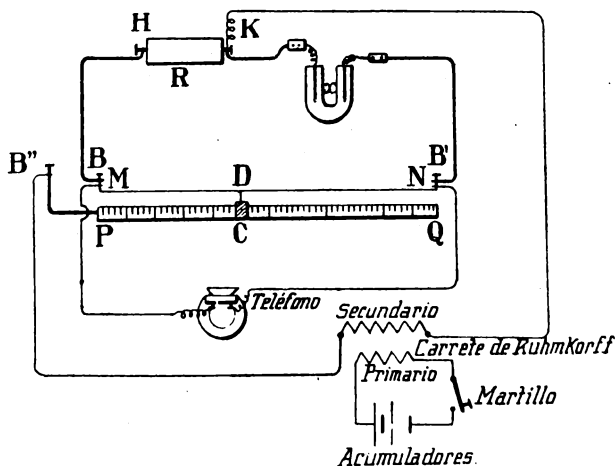 H
K
R
B"
B
M
D
N
B'
P
C
Q
Teléfono
Secundario
Carrete de Ruhmkorff
Primario
Martillo
Acumuladores.